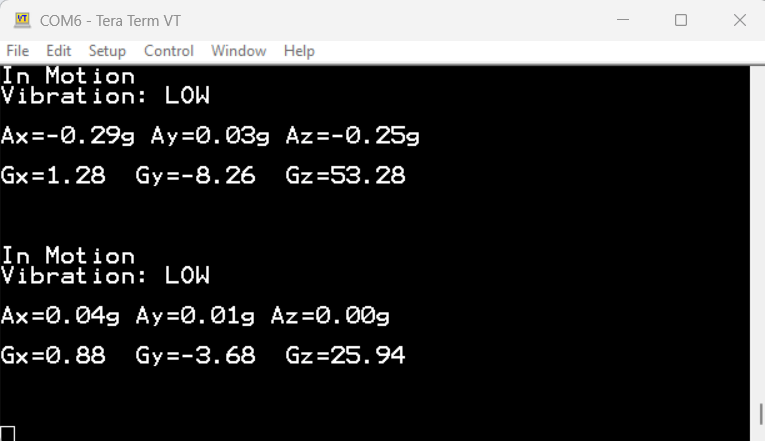 COM6 - Tera Term VT
File Edit Setup Control Window Help
In Motion
Vibration: LOW
Ax=-0.29g Ay=0.03g Az=-0.25g
Gx=1.28  Gy=-8.26  Gz=53.28
In Motion
Vibration: LOW
Ax=0.04g Ay=0.01g Az=0.00g
Gx=0.88  Gy=-3.68  Gz=25.94